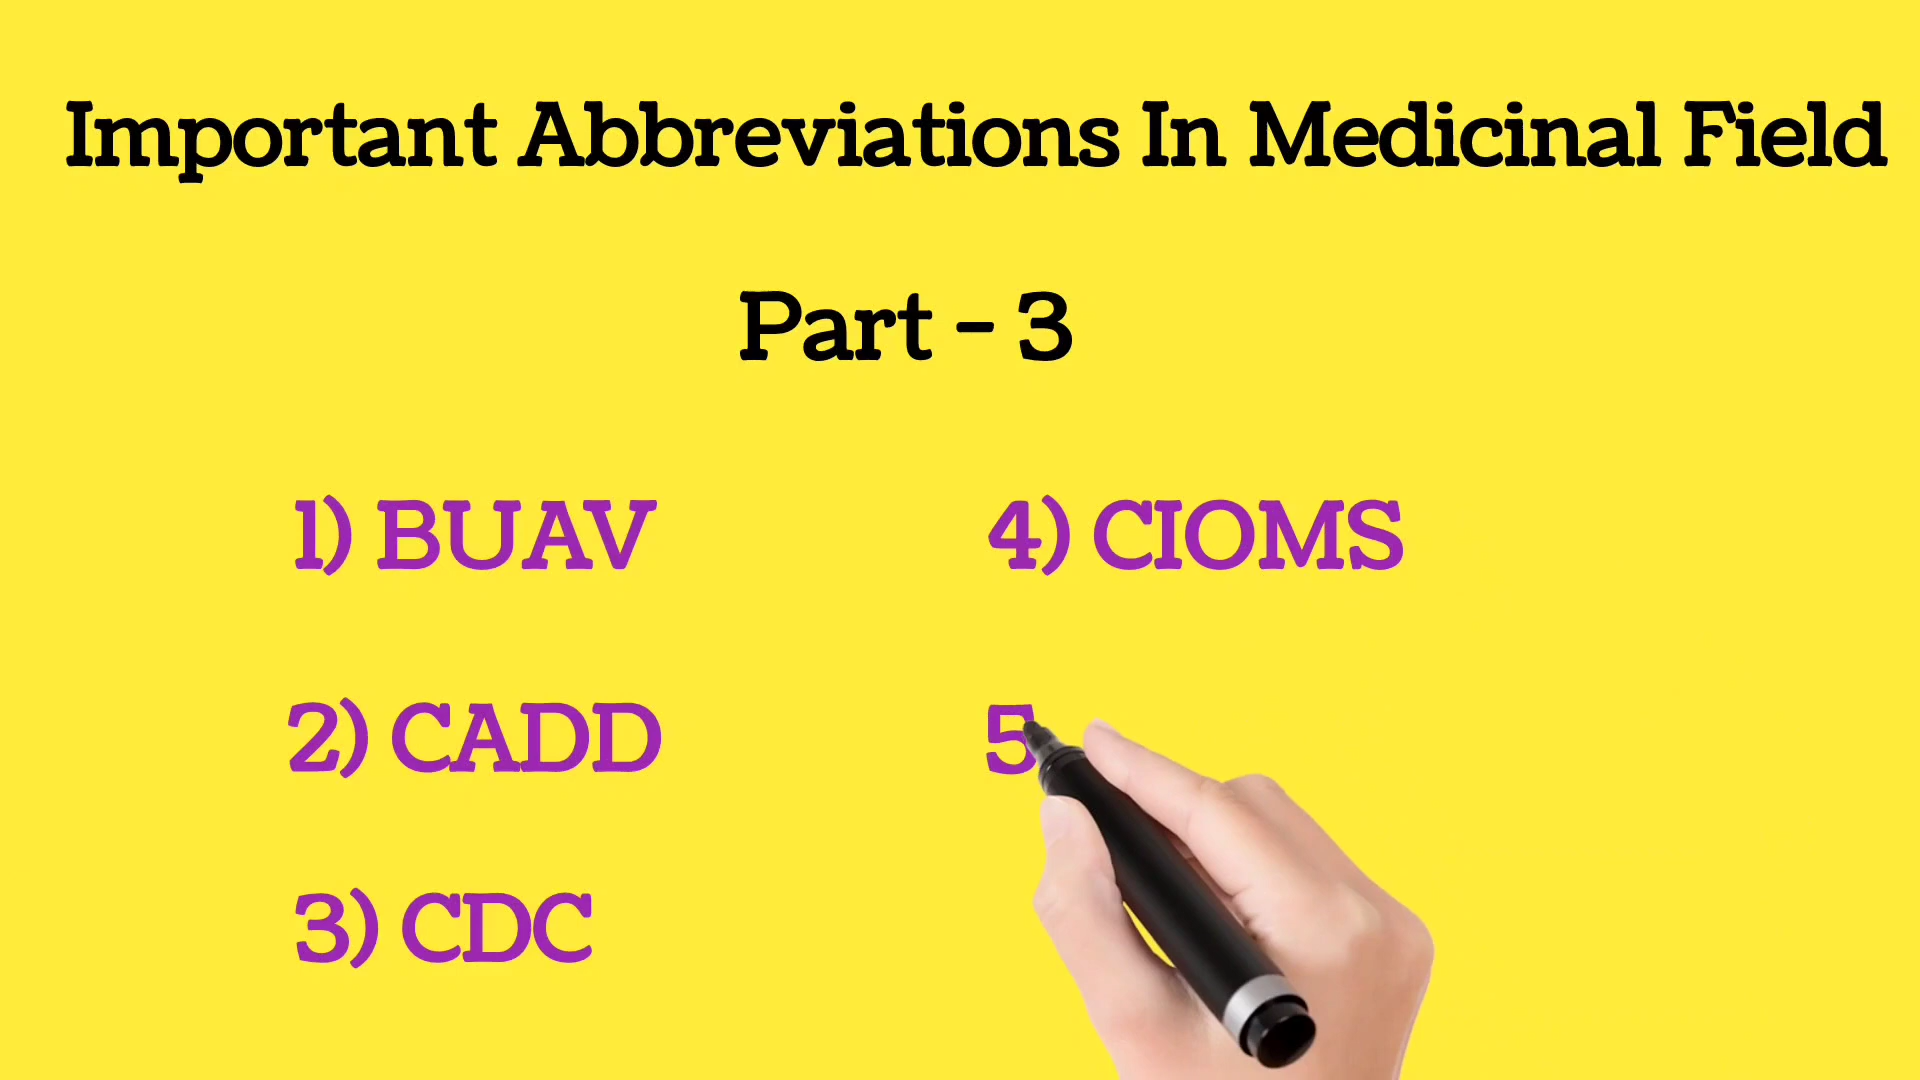 Important Abbreviations In Medicinal Field
Part - 3
1) BUAV
2) CADD
3) CDC
4) CIOMS
5